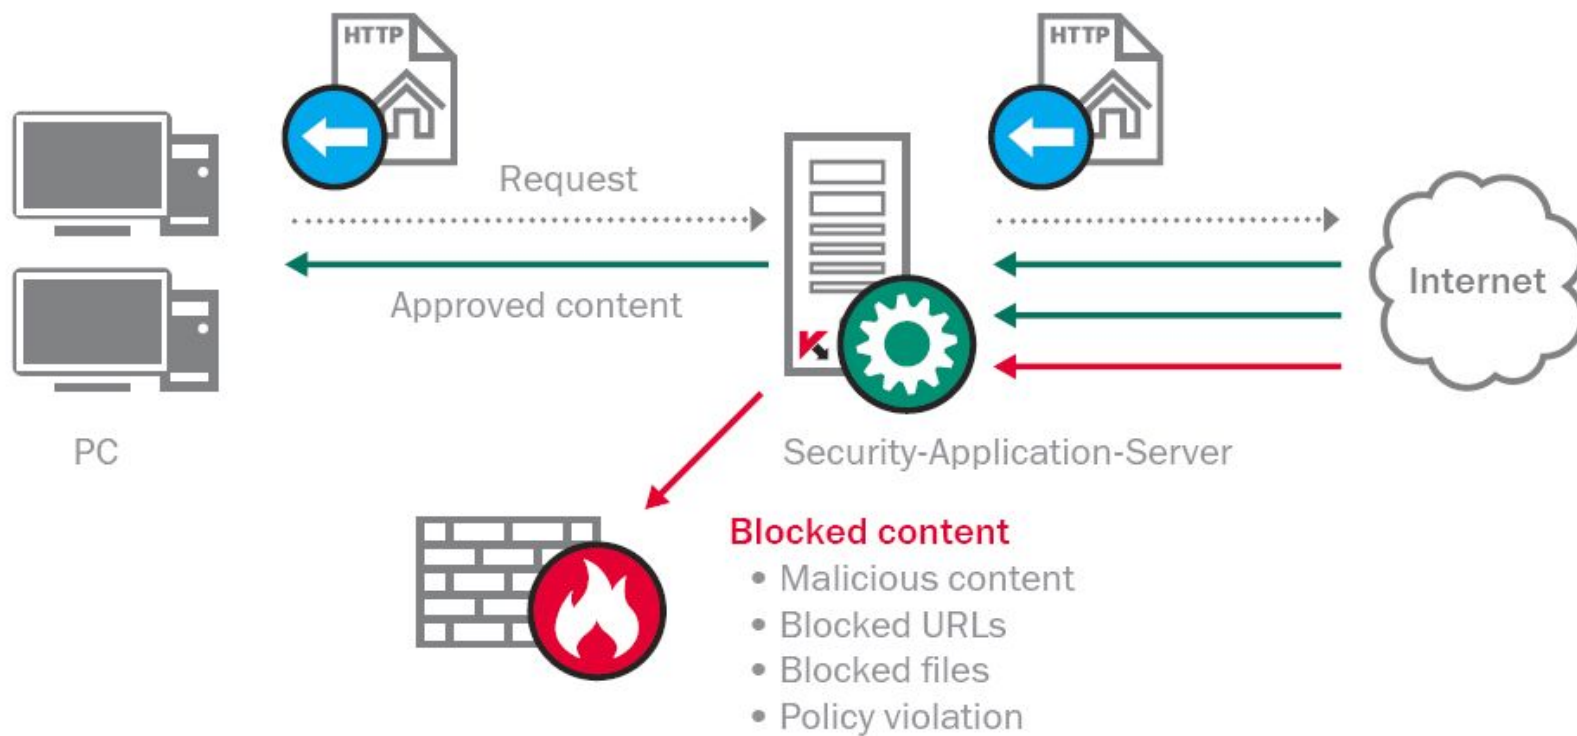 HTTP
HTTP
Request
Approved content
Internet
PC
Security-Application-Server
Blocked content
• Malicious content
• Blocked URLs
• Blocked files
• Policy violation